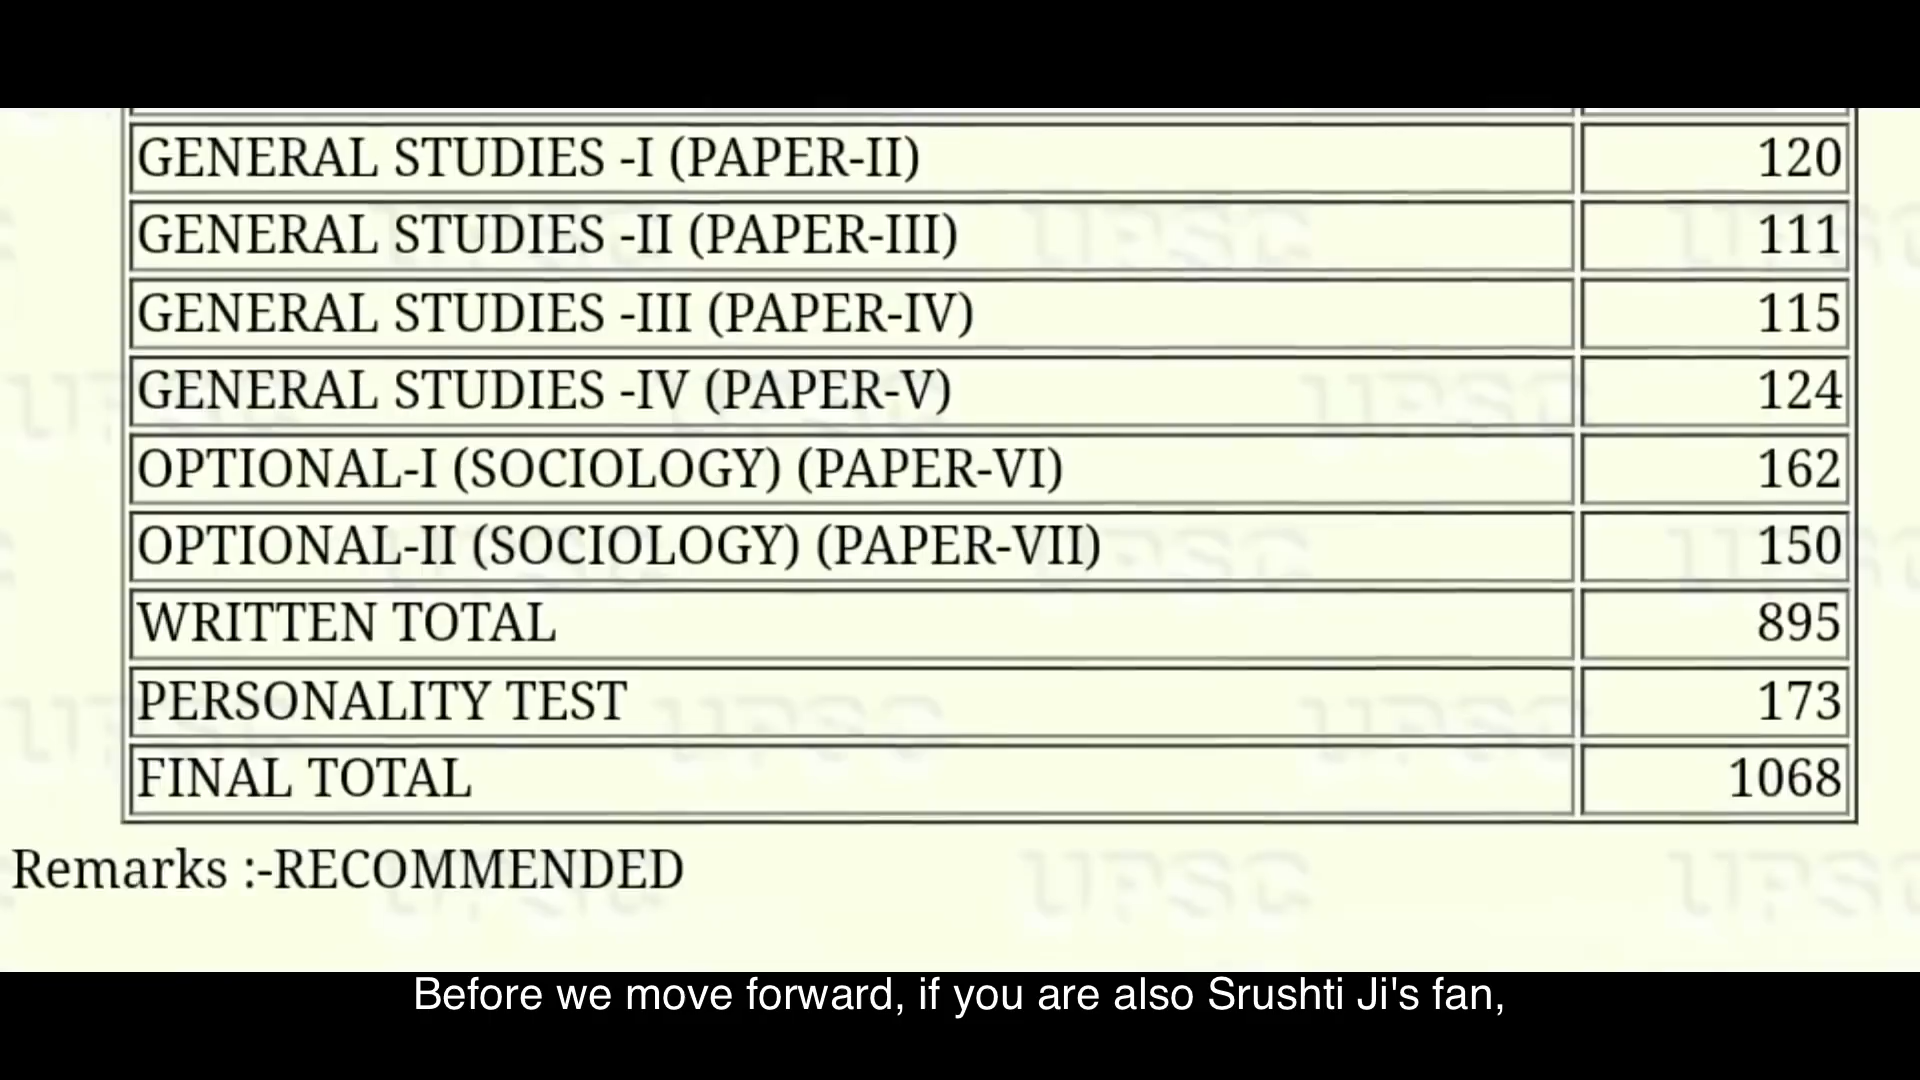 GENERAL STUDIES -I (PAPER-II) 120
GENERAL STUDIES -II (PAPER-III) 111
GENERAL STUDIES -III (PAPER-IV) 115
GENERAL STUDIES -IV (PAPER-V) 124
OPTIONAL-I (SOCIOLOGY) (PAPER-VI) 162
OPTIONAL-II (SOCIOLOGY) (PAPER-VII) 150
WRITTEN TOTAL 895
PERSONALITY TEST 173
FINAL TOTAL 1068
Remarks :-RECOMMENDED
Before we move forward, if you are also Srushti Ji's fan,